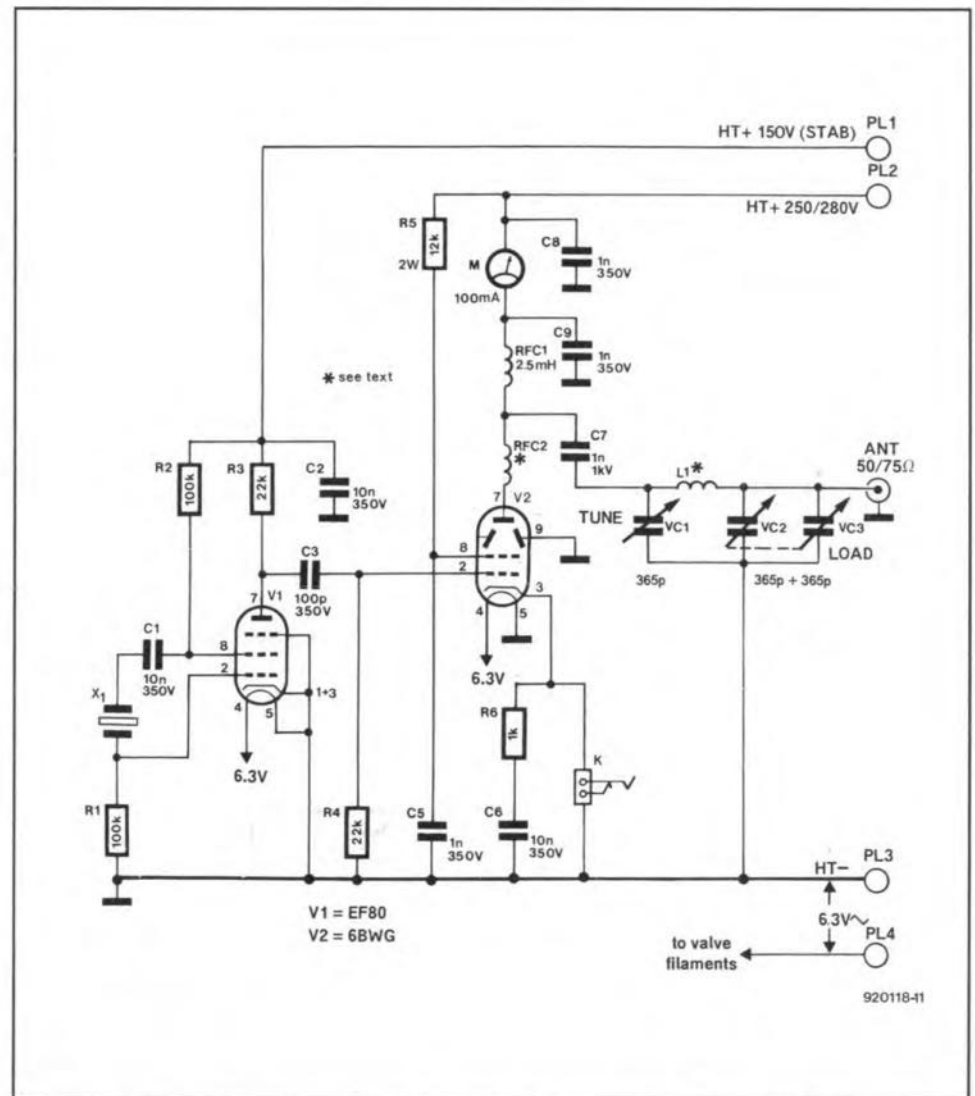 HT+ 150V (STAB)
PL1
PL2
HT+ 250/280V
R5
12k
2W
M
100mA
C8
1n
350V
C9
1n
350V
RFC1
2.5mH
* see text
RFC2
*
C7
1n
1kV
L1*
ANT
50/75Ω
TUNE
VC1
VC2
VC3
LOAD
365p
365p + 365p
R2
100k
R3
22k
C2
10n
350V
C3
100p
350V
V1
7
8
2
4
5
1+3
6.3V
C1
10n
350V
X1
R1
100k
V2
7
9
8
2
3
4
5
6.3V
R6
1k
K
R4
22k
C5
1n
350V
C6
10n
350V
V1 = EF80
V2 = 6BWG
HT−
PL3
6.3V~
PL4
to valve
filaments
920118-11